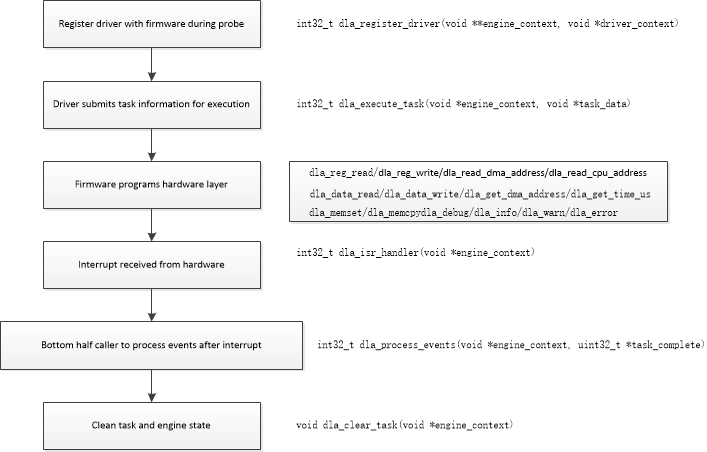 Register driver with firmware during probe
int32_t dla_register_driver(void **engine_context, void *driver_context)
Driver submits task information for execution
int32_t dla_execute_task(void *engine_context, void *task_data)
Firmware programs hardware layer
dla_reg_read/dla_reg_write/dla_read_dma_address/dla_read_cpu_address
dla_data_read/dla_data_write/dla_get_dma_address/dla_get_time_us
dla_memset/dla_memcpydla_debug/dla_info/dla_warn/dla_error
Interrupt received from hardware
int32_t dla_isr_handler(void *engine_context)
Bottom half caller to process events after interrupt
int32_t dla_process_events(void *engine_context, uint32_t *task_complete)
Clean task and engine state
void dla_clear_task(void *engine_context)